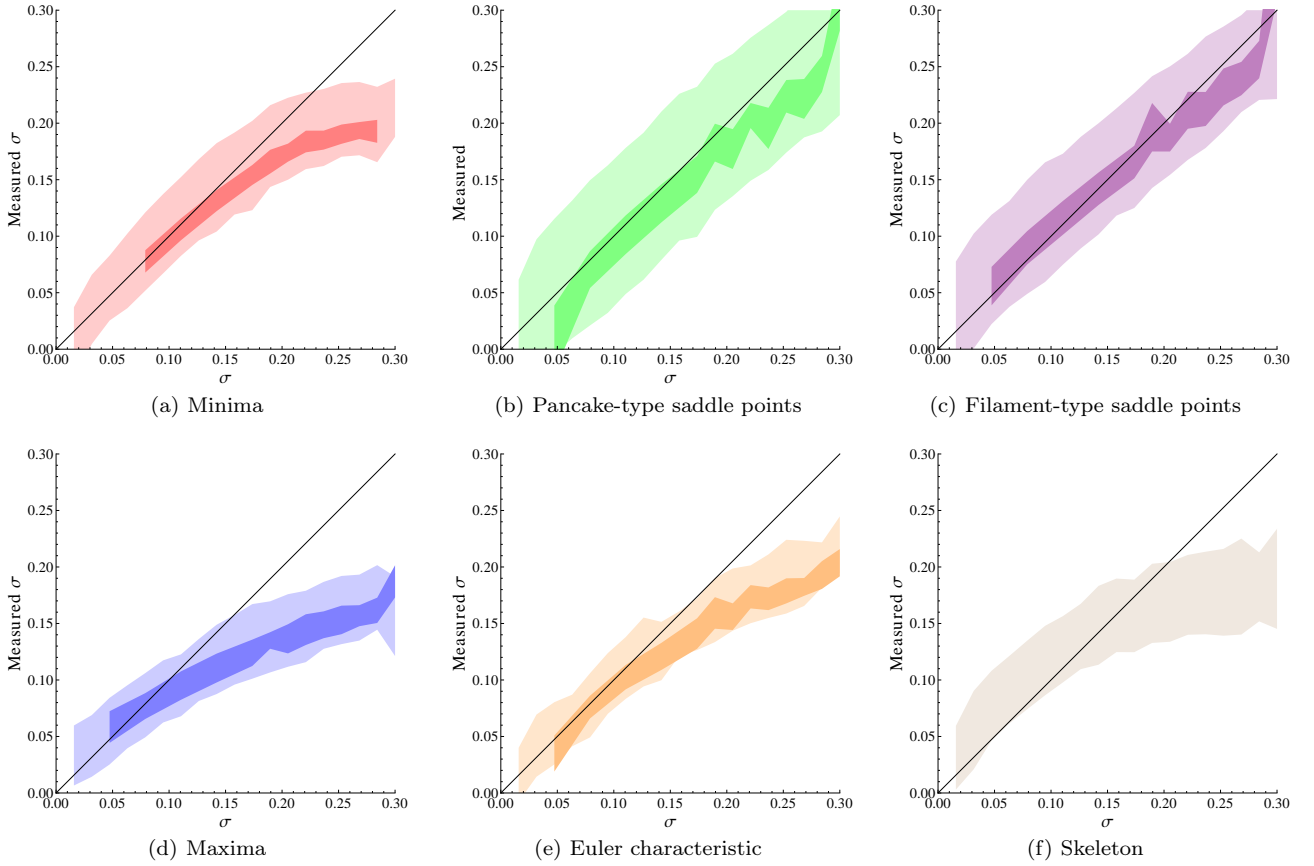 0.30
0.25
0.20
0.15
0.10
0.05
0.00
Measured σ
0.00 0.05 0.10 0.15 0.20 0.25 0.30
σ
(a) Minima
0.30
0.25
0.20
0.15
0.10
0.05
0.00
Measured
0.00 0.05 0.10 0.15 0.20 0.25 0.30
σ
(b) Pancake-type saddle points
0.30
0.25
0.20
0.15
0.10
0.05
0.00
Measured σ
0.00 0.05 0.10 0.15 0.20 0.25 0.30
σ
(c) Filament-type saddle points
0.30
0.25
0.20
0.15
0.10
0.05
0.00
Measured σ
0.00 0.05 0.10 0.15 0.20 0.25 0.30
σ
(d) Maxima
0.30
0.25
0.20
0.15
0.10
0.05
0.00
Measured σ
0.00 0.05 0.10 0.15 0.20 0.25 0.30
σ
(e) Euler characteristic
0.30
0.25
0.20
0.15
0.10
0.05
0.00
Measured σ
0.00 0.05 0.10 0.15 0.20 0.25 0.30
σ
(f) Skeleton